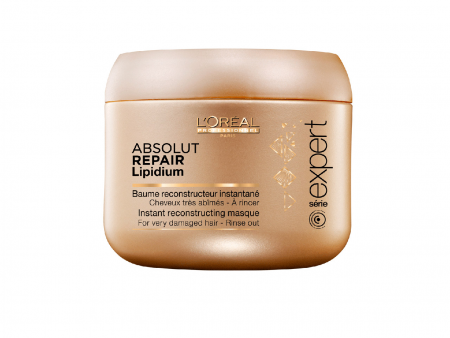 L'ORÉAL
PROFESSIONNEL
PARIS
ABSOLUT
REPAIR
Lipidium
Baume reconstructeur instantané
Cheveux très abîmés - À rincer
Instant reconstructing masque
For very damaged hair - Rinse out
série expert